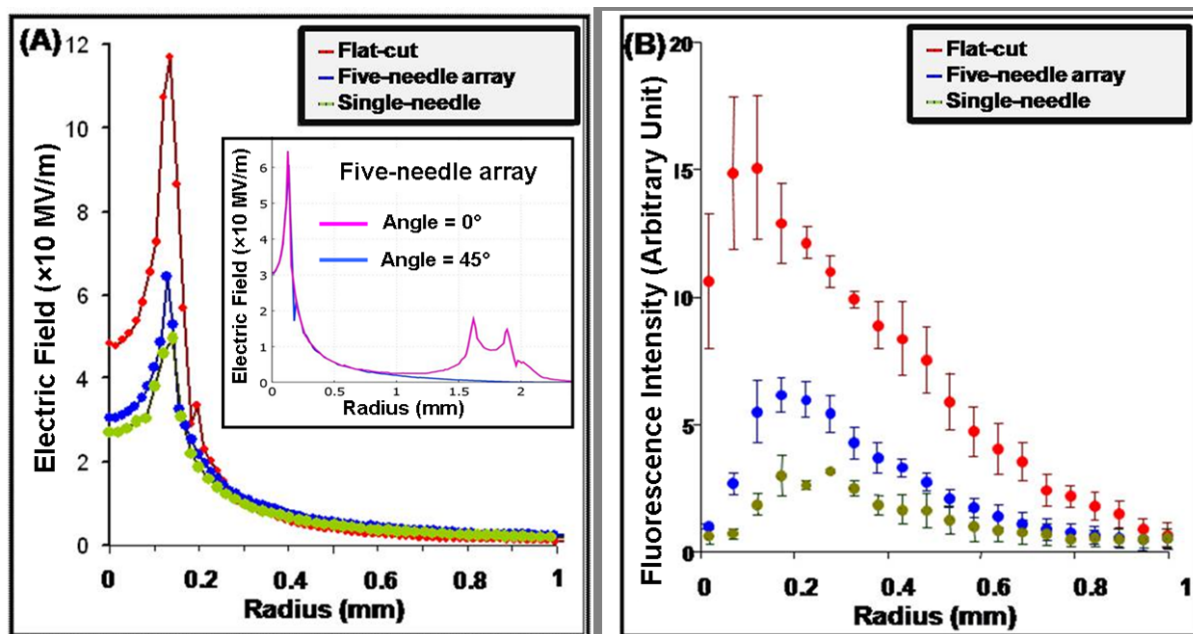 (A)
Flat-cut
Five-needle array
Single-needle
12
10
8
6
4
2
0
Electric Field (×10 MV/m)
0 0.2 0.4 0.6 0.8 1
Radius (mm)
Five-needle array
Angle = 0°
Angle = 45°
6
5
4
3
2
1
0
Electric Field (×10 MV/m)
0 0.5 1 1.5 2
Radius (mm)
(B)
Flat-cut
Five-needle array
Single-needle
20
15
10
5
0
Fluorescence Intensity (Arbitrary Unit)
0 0.2 0.4 0.6 0.8 1
Radius (mm)